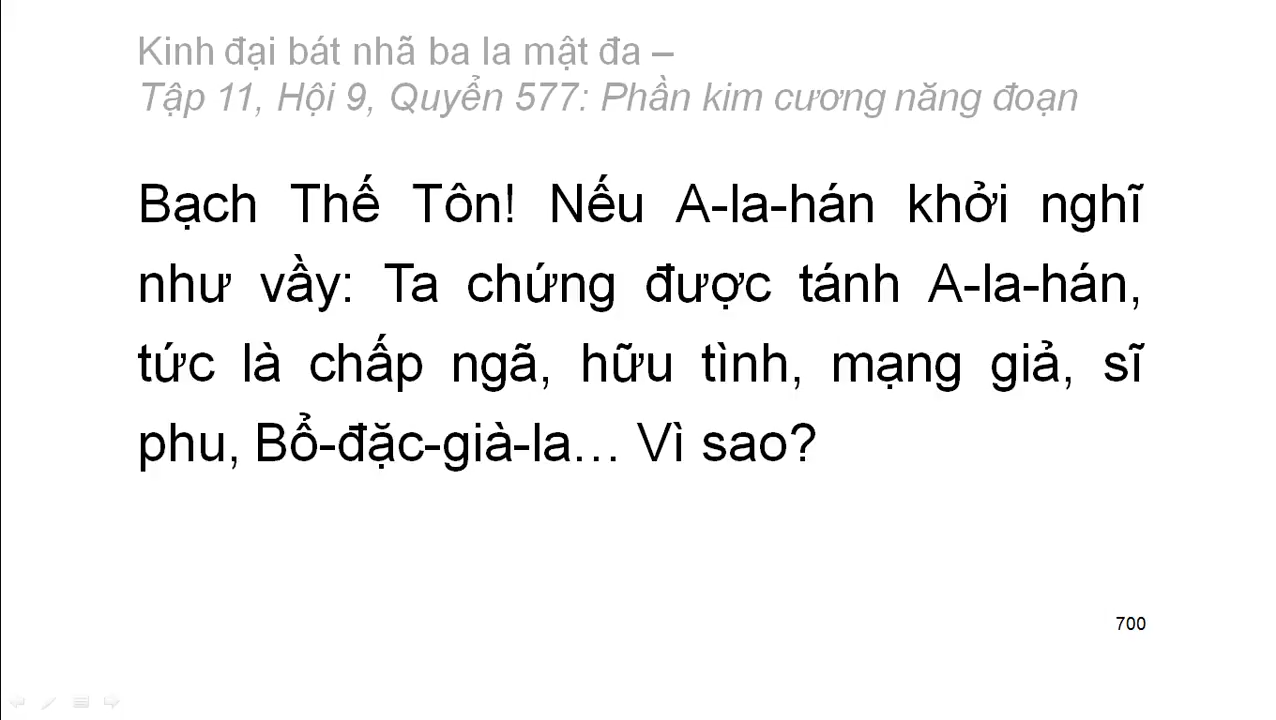 Kinh đại bát nhã ba la mật đa –
Tập 11, Hội 9, Quyển 577: Phần kim cương năng đoạn
Bạch Thế Tôn! Nếu A-la-hán khởi nghĩ
như vầy: Ta chứng được tánh A-la-hán,
tức là chấp ngã, hữu tình, mạng giả, sĩ
phu, Bổ-đặc-già-la… Vì sao?
700